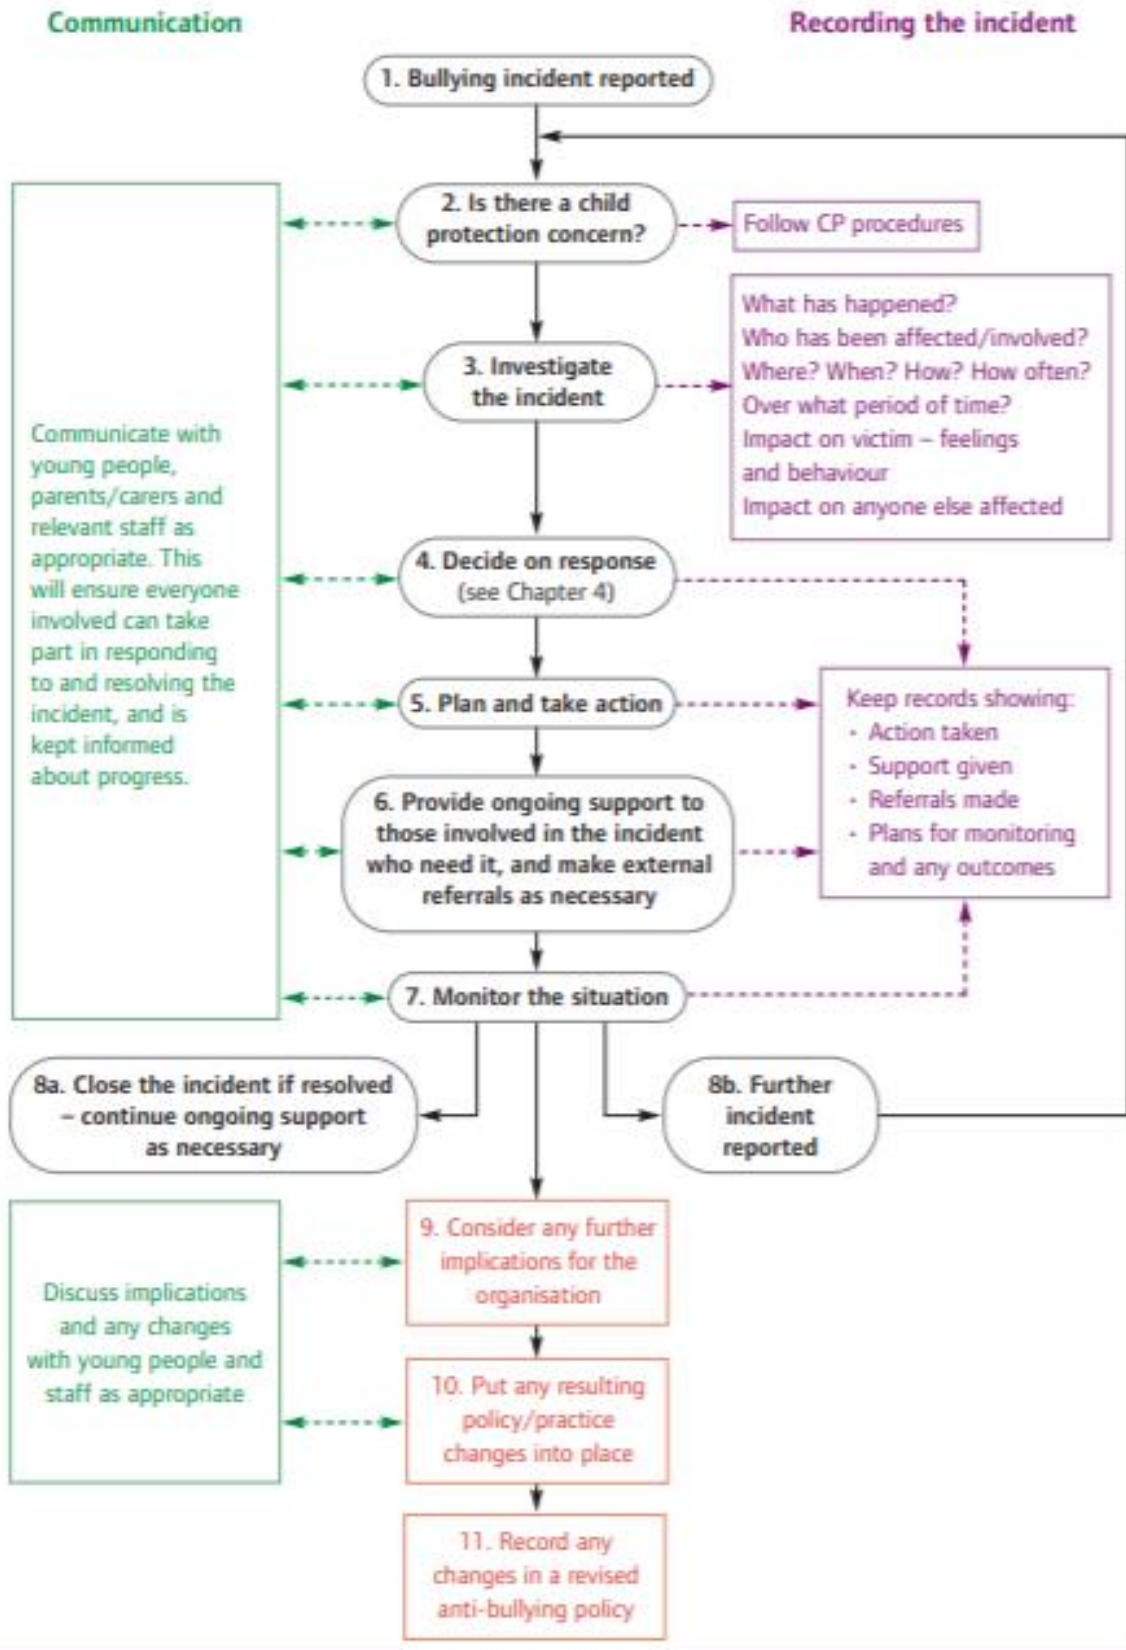 Communication
Recording the incident
1. Bullying incident reported
2. Is there a child
protection concern?
Follow CP procedures
What has happened?
Who has been affected/involved?
Where? When? How? How often?
Over what period of time?
Impact on victim – feelings
and behaviour
Impact on anyone else affected
3. Investigate
the incident
Communicate with
young people,
parents/carers and
relevant staff as
appropriate. This
will ensure everyone
involved can take
part in responding
to and resolving the
incident, and is
kept informed
about progress.
4. Decide on response
(see Chapter 4)
5. Plan and take action
Keep records showing:
• Action taken
• Support given
• Referrals made
• Plans for monitoring
and any outcomes
6. Provide ongoing support to
those involved in the incident
who need it, and make external
referrals as necessary
7. Monitor the situation
8a. Close the incident if resolved
– continue ongoing support
as necessary
8b. Further
incident
reported
9. Consider any further
implications for the
organisation
Discuss implications
and any changes
with young people and
staff as appropriate
10. Put any resulting
policy/practice
changes into place
11. Record any
changes in a revised
anti-bullying policy